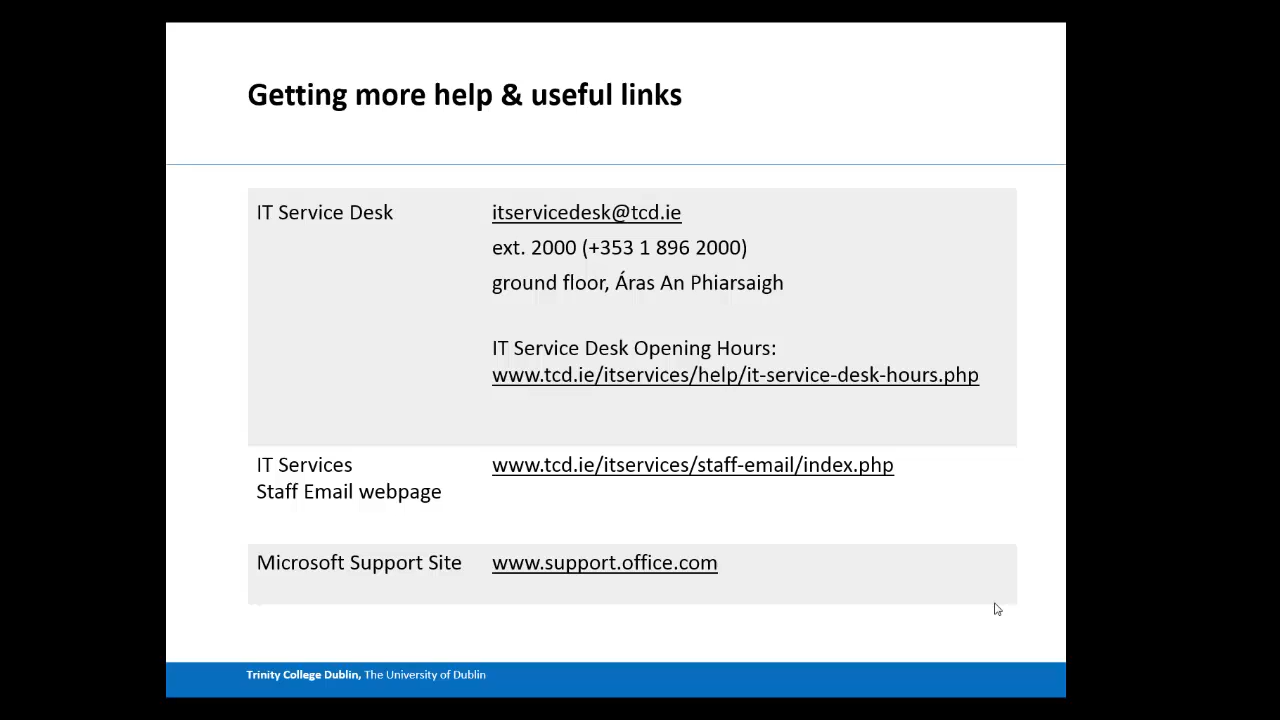 Getting more help & useful links
IT Service Desk
itservicedesk@tcd.ie
ext. 2000 (+353 1 896 2000)
ground floor, Áras An Phiarsaigh
IT Service Desk Opening Hours:
www.tcd.ie/itservices/help/it-service-desk-hours.php
IT Services
Staff Email webpage
www.tcd.ie/itservices/staff-email/index.php
Microsoft Support Site
www.support.office.com
Trinity College Dublin, The University of Dublin